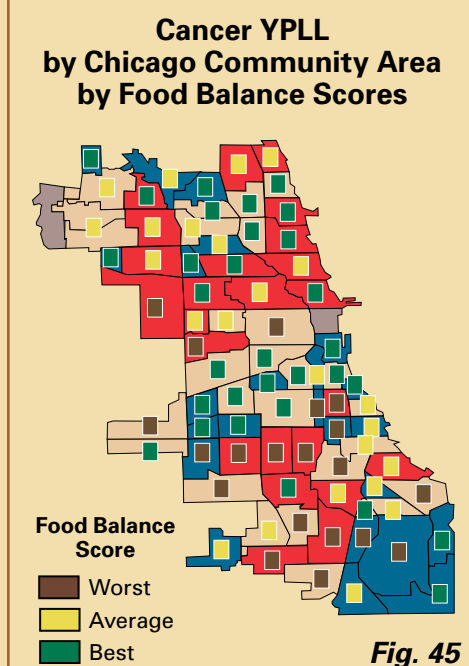 Cancer YPLL
by Chicago Community Area
by Food Balance Scores
Food Balance
Score
Worst
Average
Best
Fig. 45